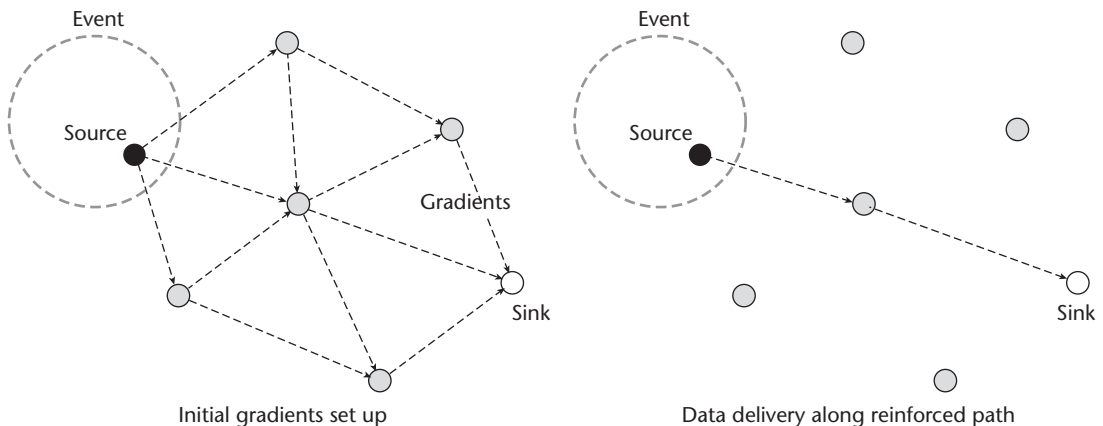 Event
Source
Gradients
Sink
Initial gradients set up
Event
Source
Sink
Data delivery along reinforced path